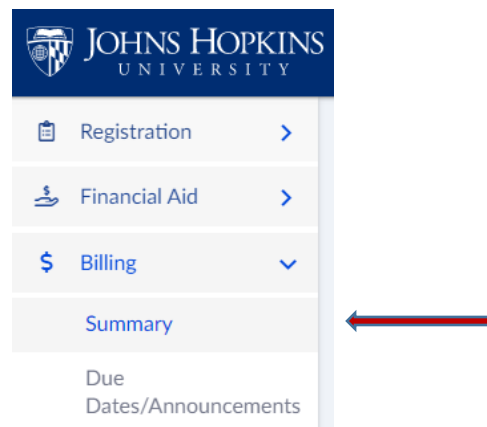 JOHNS HOPKINS
UNIVERSITY
Registration
Financial Aid
$ Billing
Summary
Due
Dates/Announcements